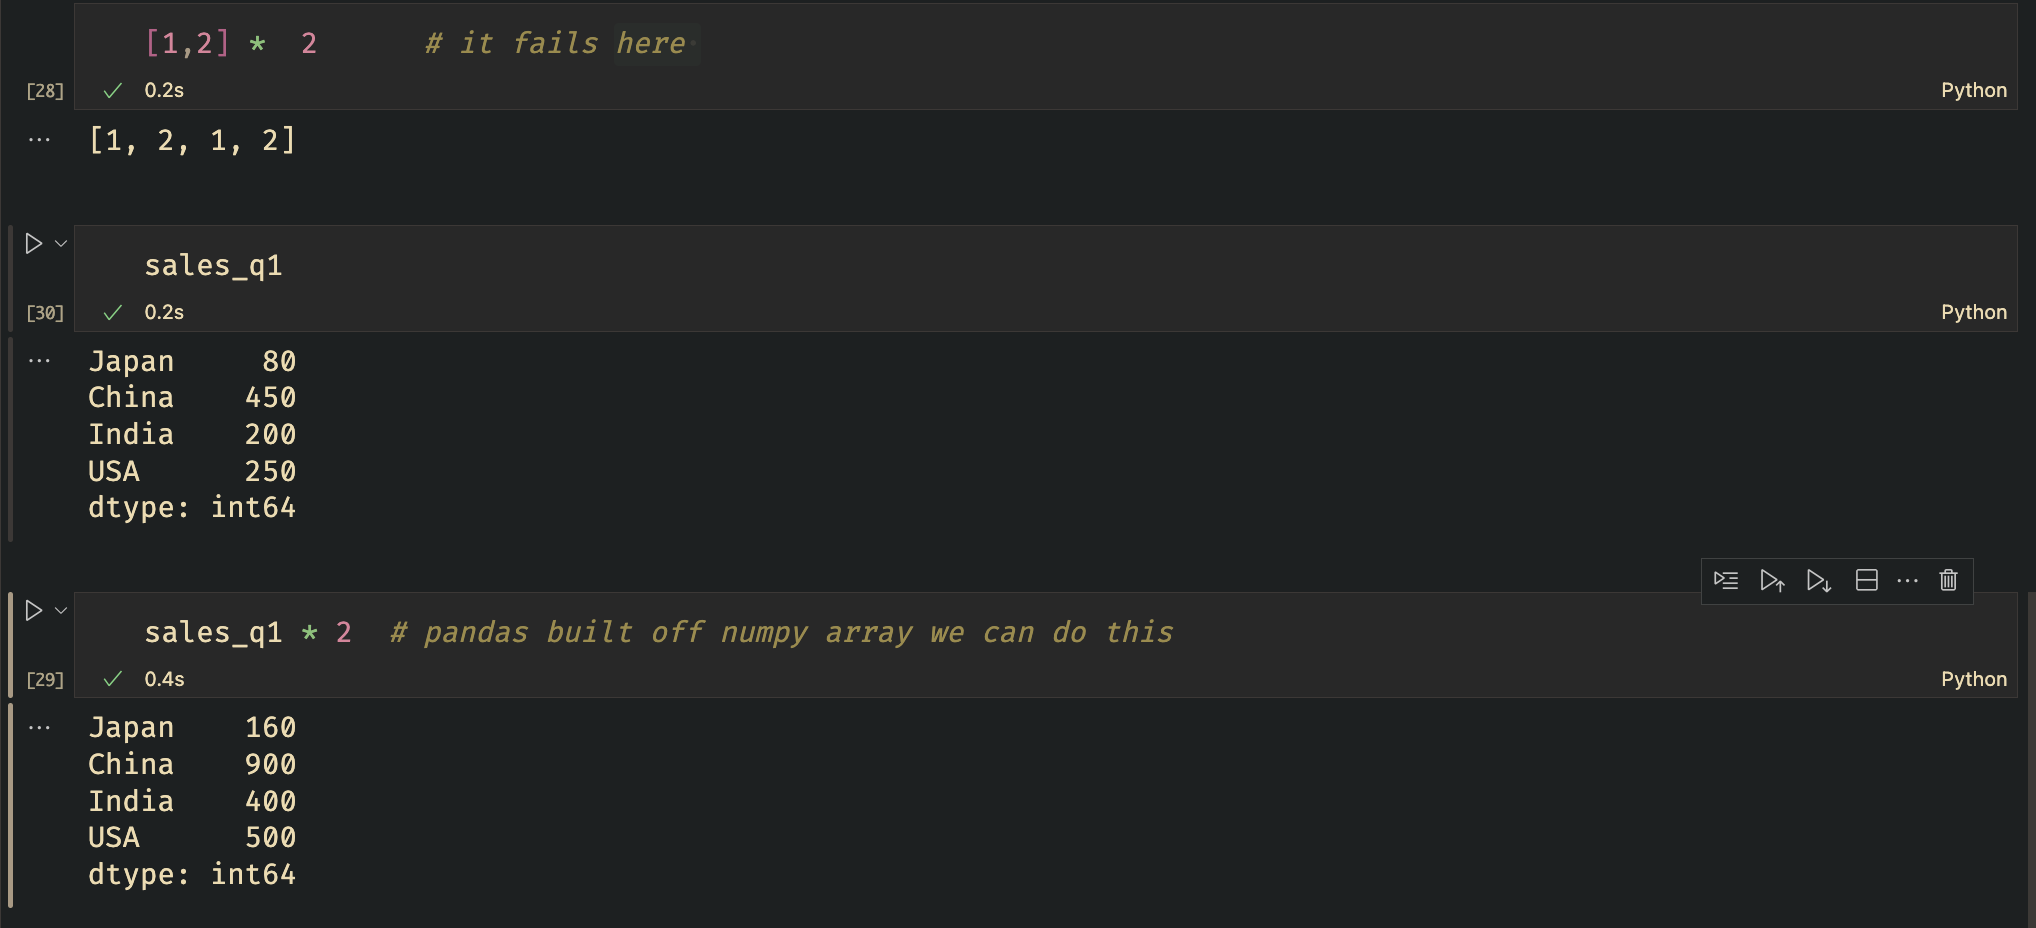 [1,2] *  2      # it fails here
[28] 0.2s Python
[1, 2, 1, 2]
sales_q1
[30] 0.2s Python
Japan     80
China    450
India    200
USA      250
dtype: int64
sales_q1 * 2  # pandas built off numpy array we can do this
[29] 0.4s Python
Japan    160
China    900
India    400
USA      500
dtype: int64